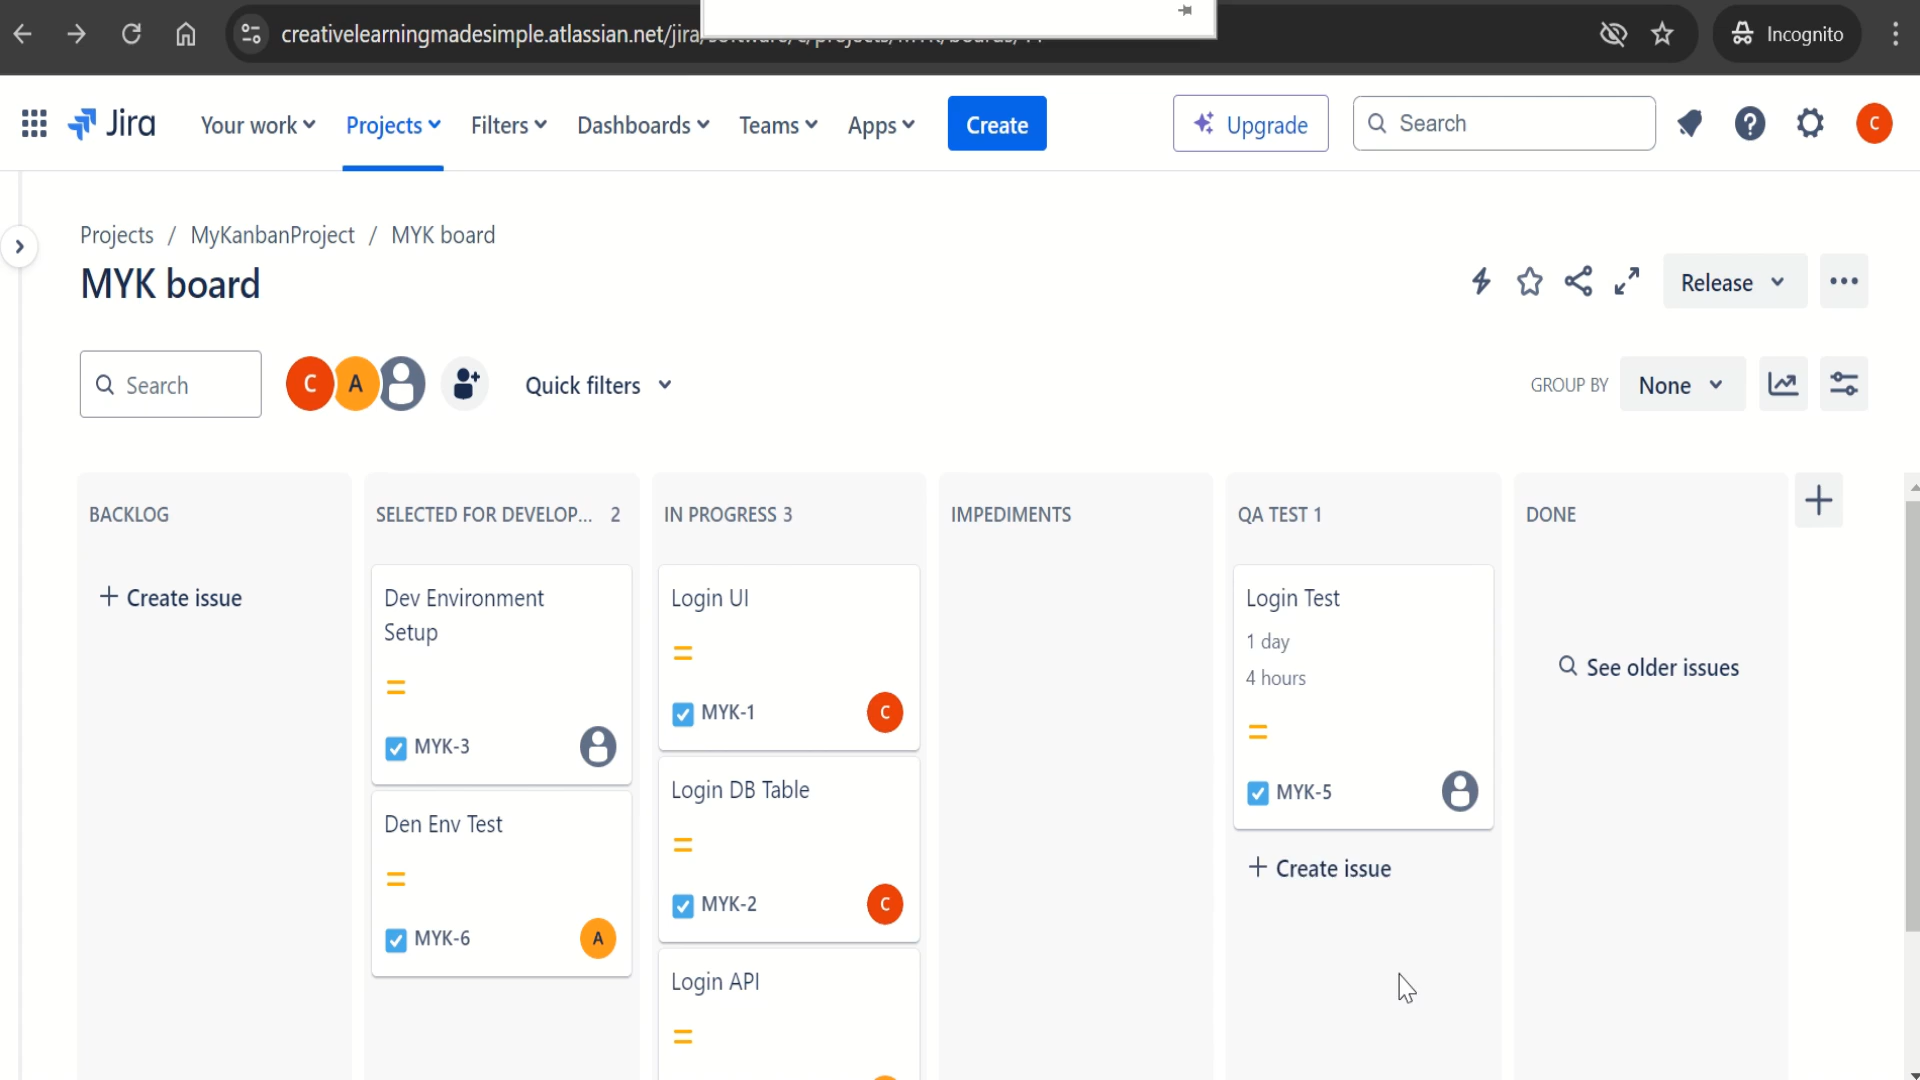 creativelearningmadesimple.atlassian.net/jira
Incognito
Jira
Your work
Projects
Filters
Dashboards
Teams
Apps
Create
Upgrade
Search
C
Projects / MyKanbanProject / MYK board
MYK board
Release
Search
C
A
Quick filters
GROUP BY
None
BACKLOG
Create issue
SELECTED FOR DEVELOP... 2
Dev Environment
Setup
MYK-3
Den Env Test
MYK-6
A
IN PROGRESS 3
Login UI
MYK-1
C
Login DB Table
MYK-2
C
Login API
IMPEDIMENTS
QA TEST 1
Login Test
1 day
4 hours
MYK-5
Create issue
DONE
See older issues